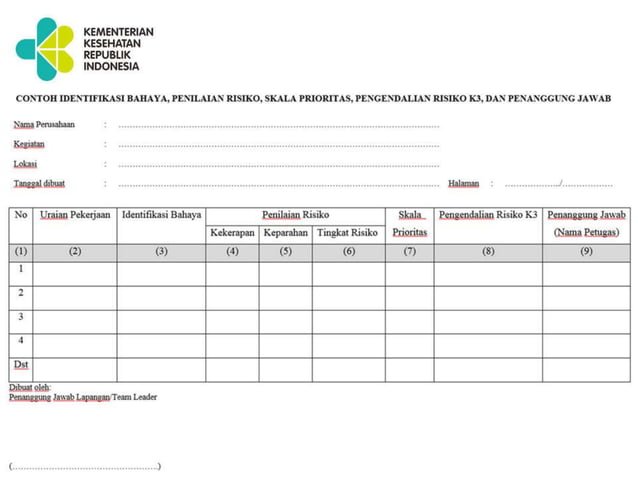 KEMENTERIAN
KESEHATAN
REPUBLIK
INDONESIA
CONTOH IDENTIFIKASI BAHAYA, PENILAIAN RISIKO, SKALA PRIORITAS, PENGENDALIAN RISIKO K3, DAN PENANGGUNG JAWAB
Nama Perusahaan : ................................................................
Kegiatan : ................................................................
Lokasi : ................................................................
Tanggal dibuat : ................................................................ Halaman : .................../..................
No Uraian Pekerjaan Identifikasi Bahaya Penilaian Risiko Skala Prioritas Pengendalian Risiko K3 Penanggung Jawab (Nama Petugas)
Kekerapan Keparahan Tingkat Risiko
(1) (2) (3) (4) (5) (6) (7) (8) (9)
1
2
3
4
Dst
Dibuat oleh:
Penanggung Jawab Lapangan/Team Leader
(....................................................)